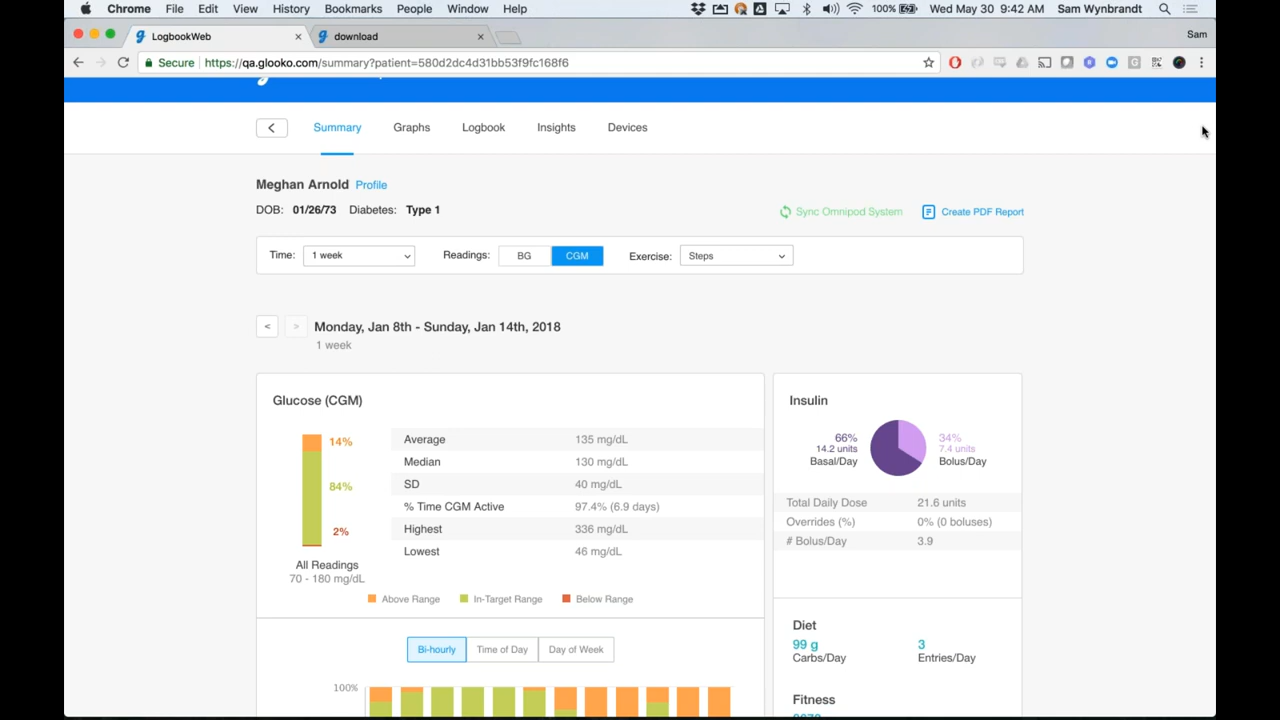 Chrome File Edit View History Bookmarks People Window Help 100% Wed May 30 9:42 AM Sam Wynbrandt
LogbookWeb download Sam
Secure https://qa.glooko.com/summary?patient=580d2dc4d31bb53f9fc168f6
Summary Graphs Logbook Insights Devices
Meghan Arnold Profile
DOB: 01/26/73 Diabetes: Type 1
Sync Omnipod System Create PDF Report
Time: 1 week Readings: BG CGM Exercise: Steps
< > Monday, Jan 8th - Sunday, Jan 14th, 2018
1 week
Glucose (CGM)
14%
84%
2%
All Readings
70 - 180 mg/dL
Average 135 mg/dL
Median 130 mg/dL
SD 40 mg/dL
% Time CGM Active 97.4% (6.9 days)
Highest 336 mg/dL
Lowest 46 mg/dL
Above Range In-Target Range Below Range
Bi-hourly Time of Day Day of Week
100%
Insulin
66%
14.2 units
Basal/Day
34%
7.4 units
Bolus/Day
Total Daily Dose 21.6 units
Overrides (%) 0% (0 boluses)
# Bolus/Day 3.9
Diet
99 g 3
Carbs/Day Entries/Day
Fitness